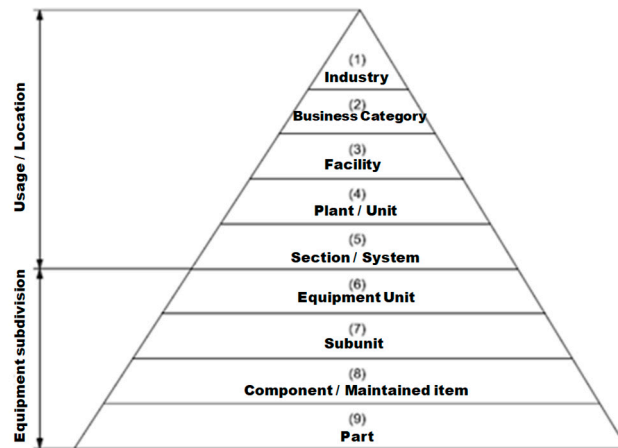 Usage / Location
Equipment subdivision
(1)
Industry
(2)
Business Category
(3)
Facility
(4)
Plant / Unit
(5)
Section / System
(6)
Equipment Unit
(7)
Subunit
(8)
Component / Maintained item
(9)
Part